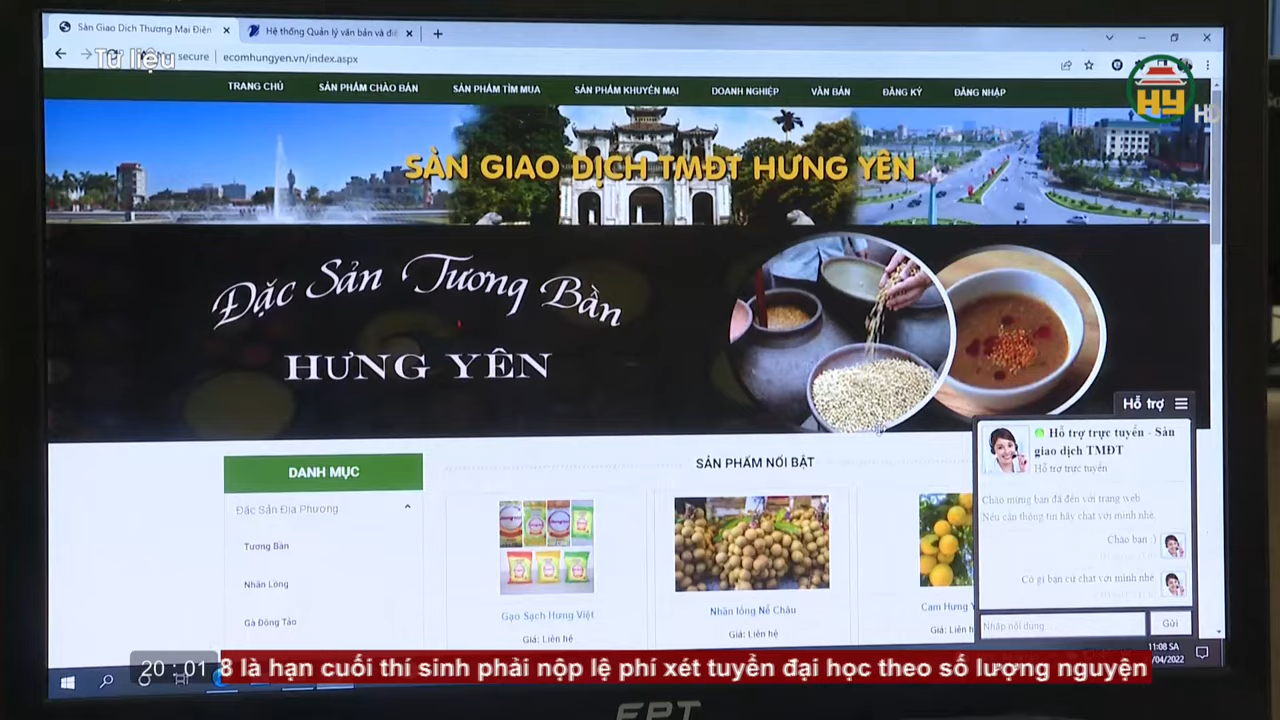 Sàn Giao Dịch Thương Mại Điện
Hệ thống Quản lý văn bản và điề
Tư liệu
secure | ecomhungyen.vn/index.aspx
TRANG CHỦ SẢN PHẨM CHÀO BÁN SẢN PHẨM TÌM MUA SẢN PHẨM KHUYẾN MẠI DOANH NGHIỆP VĂN BẢN ĐĂNG KÝ ĐĂNG NHẬP
HY
HD
SÀN GIAO DỊCH TMĐT HƯNG YÊN
Đặc Sản Tương Bần
HƯNG YÊN
Hỗ trợ
Hỗ trợ trực tuyến - Sàn
giao dịch TMĐT
Hỗ trợ trực tuyến
Chào mừng bạn đã đến với trang web
Nếu cần thông tin hãy chat với mình nhé.
Chào bạn :)
Có gì bạn cứ chat với mình nhé
Nhập nội dung
Gửi
DANH MỤC
Đặc Sản Địa Phương
Tương Bần
Nhãn Lồng
Gà Đông Tảo
SẢN PHẨM NỔI BẬT
Gạo Sạch Hưng Việt
Giá: Liên hệ
Nhãn lồng Nễ Châu
Giá: Liên hệ
Cam Hưng Y
Giá: Liên h
11:08 SA
/04/2022
20:01
8 là hạn cuối thí sinh phải nộp lệ phí xét tuyển đại học theo số lượng nguyện
FPT